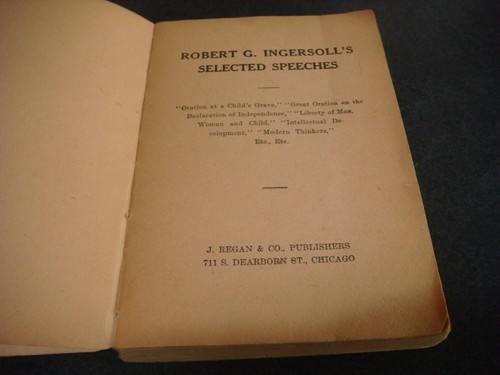 ROBERT G. INGERSOLL'S
SELECTED SPEECHES
"Oration at a Child's Grave," "Great Oration on the
Declaration of Independence," "Liberty of Man,
Woman and Child," "Intellectual De-
velopment," "Modern Thinkers,"
Etc., Etc.
J. REGAN & CO., PUBLISHERS
711 S. DEARBORN ST., CHICAGO